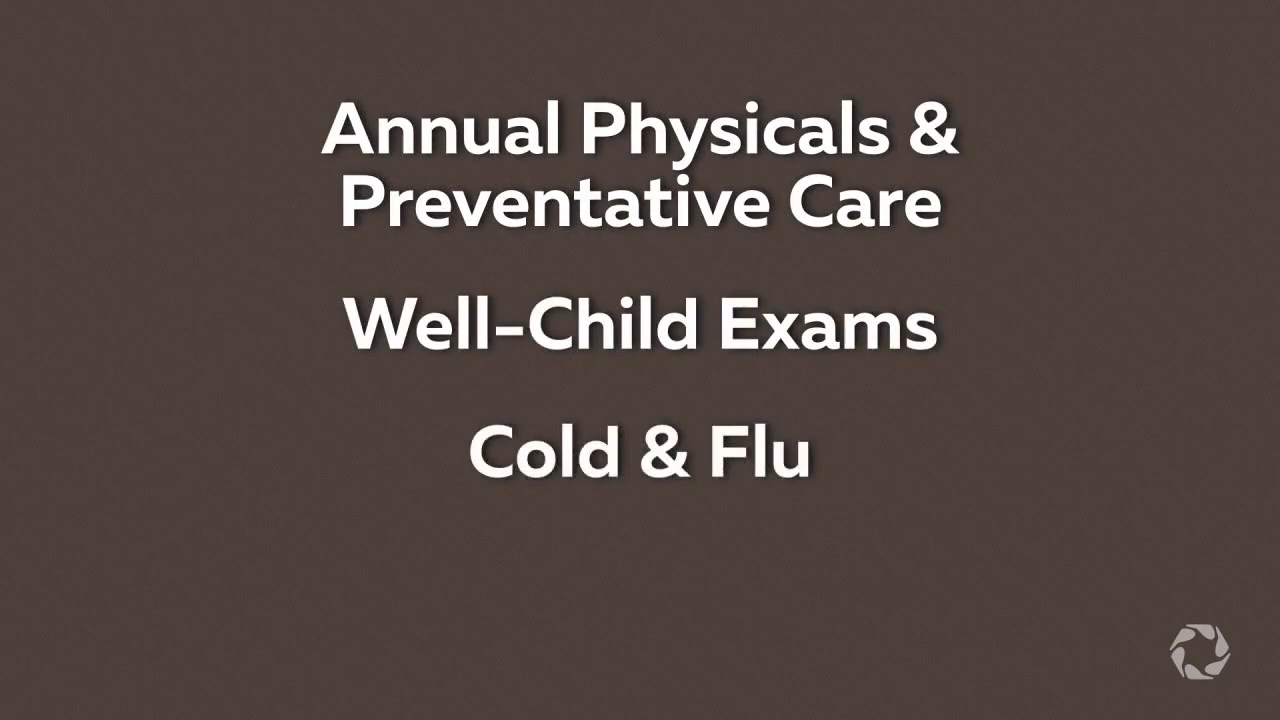 Annual Physicals &
Preventative Care
Well-Child Exams
Cold & Flu